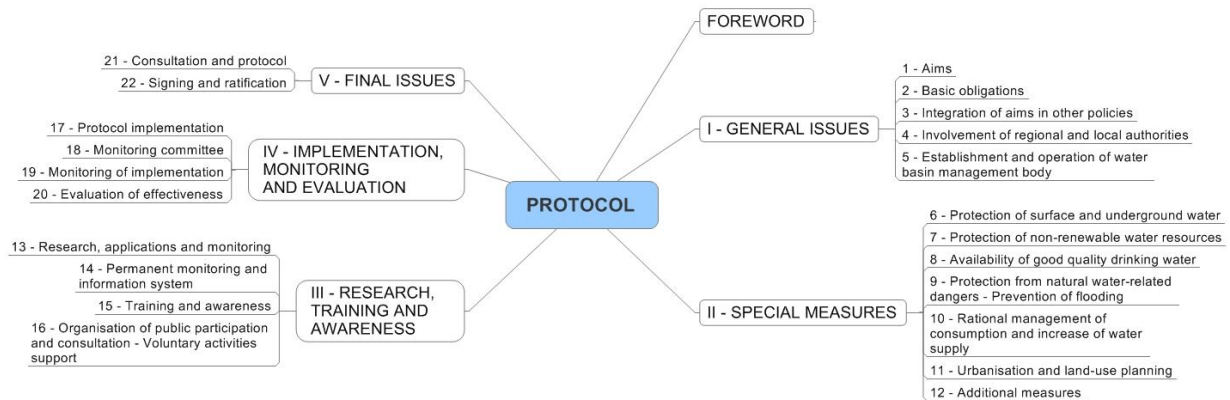 FOREWORD
I - GENERAL ISSUES
1 - Aims
2 - Basic obligations
3 - Integration of aims in other policies
4 - Involvement of regional and local authorities
5 - Establishment and operation of water
basin management body
PROTOCOL
II - SPECIAL MEASURES
6 - Protection of surface and underground water
7 - Protection of non-renewable water resources
8 - Availability of good quality drinking water
9 - Protection from natural water-related
dangers - Prevention of flooding
10 - Rational management of
consumption and increase of water
supply
11 - Urbanisation and land-use planning
12 - Additional measures
III - RESEARCH,
TRAINING AND
AWARENESS
13 - Research, applications and monitoring
14 - Permanent monitoring and
information system
15 - Training and awareness
16 - Organisation of public participation
and consultation - Voluntary activities
support
IV - IMPLEMENTATION,
MONITORING
AND EVALUATION
17 - Protocol implementation
18 - Monitoring committee
19 - Monitoring of implementation
20 - Evaluation of effectiveness
V - FINAL ISSUES
21 - Consultation and protocol
22 - Signing and ratification